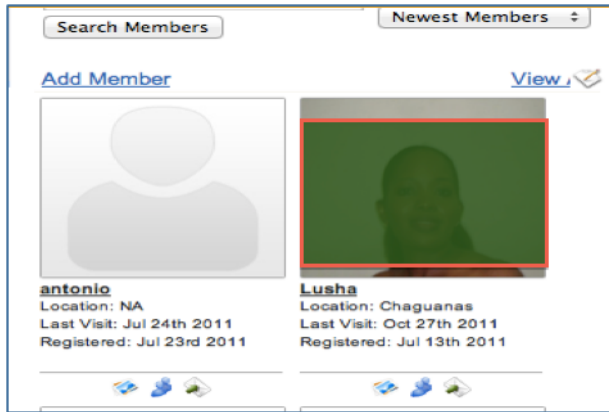 Newest Members
Search Members
Add Member
View
antonio
Location: NA
Last Visit: Jul 24th 2011
Registered: Jul 23rd 2011
Lusha
Location: Chaguanas
Last Visit: Oct 27th 2011
Registered: Jul 13th 2011